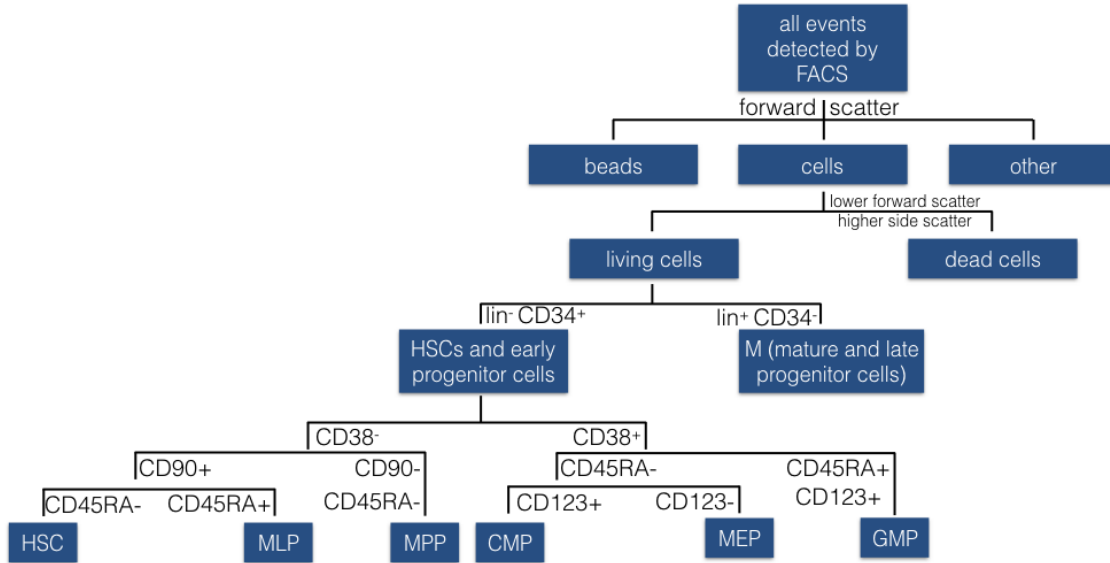 all events
detected by
FACS
forward scatter
beads
cells
other
lower forward scatter
higher side scatter
living cells
dead cells
lin⁻ CD34⁺
lin⁺ CD34⁻
HSCs and early
progenitor cells
M (mature and late
progenitor cells)
CD38⁻
CD38⁺
CD90+
CD90-
CD45RA-
CD45RA+
CD45RA-
CD45RA+
CD45RA-
CD123+
CD123-
CD123+
HSC
MLP
MPP
CMP
MEP
GMP